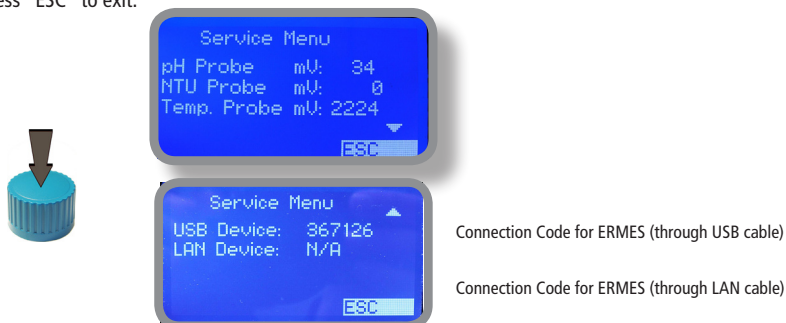 "ESC" to exit.
Service Menu
pH Probe mV: 34
NTU Probe mV: 0
Temp. Probe mV: 2224
ESC
Service Menu
USB Device: 367126
LAN Device: N/A
ESC
Connection Code for ERMES (through USB cable)
Connection Code for ERMES (through LAN cable)